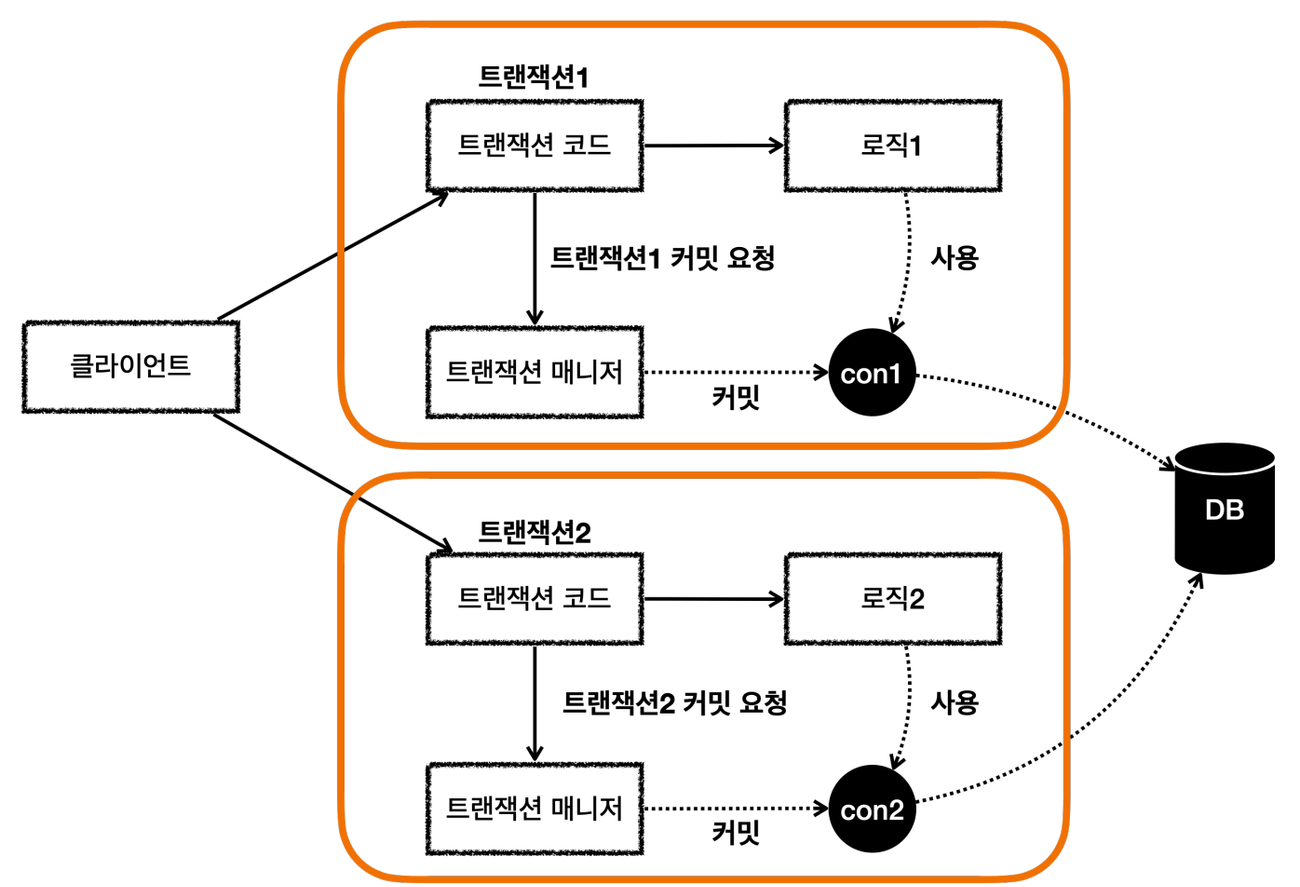 트랜잭션1
트랜잭션 코드
로직1
트랜잭션1 커밋 요청
사용
클라이언트
트랜잭션 매니저
커밋
con1
DB
트랜잭션2
트랜잭션 코드
로직2
트랜잭션2 커밋 요청
사용
트랜잭션 매니저
커밋
con2